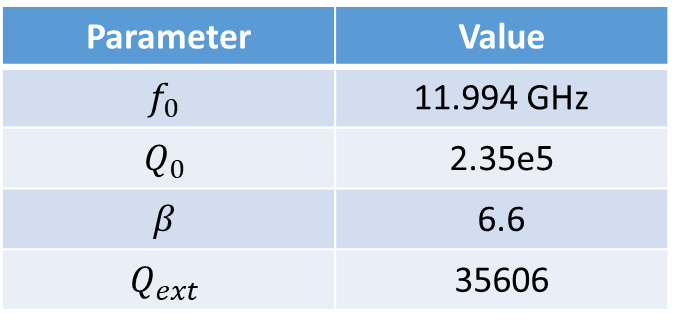 Parameter Value
f₀ 11.994 GHz
Q₀ 2.35e5
β 6.6
Qₑₓₜ 35606